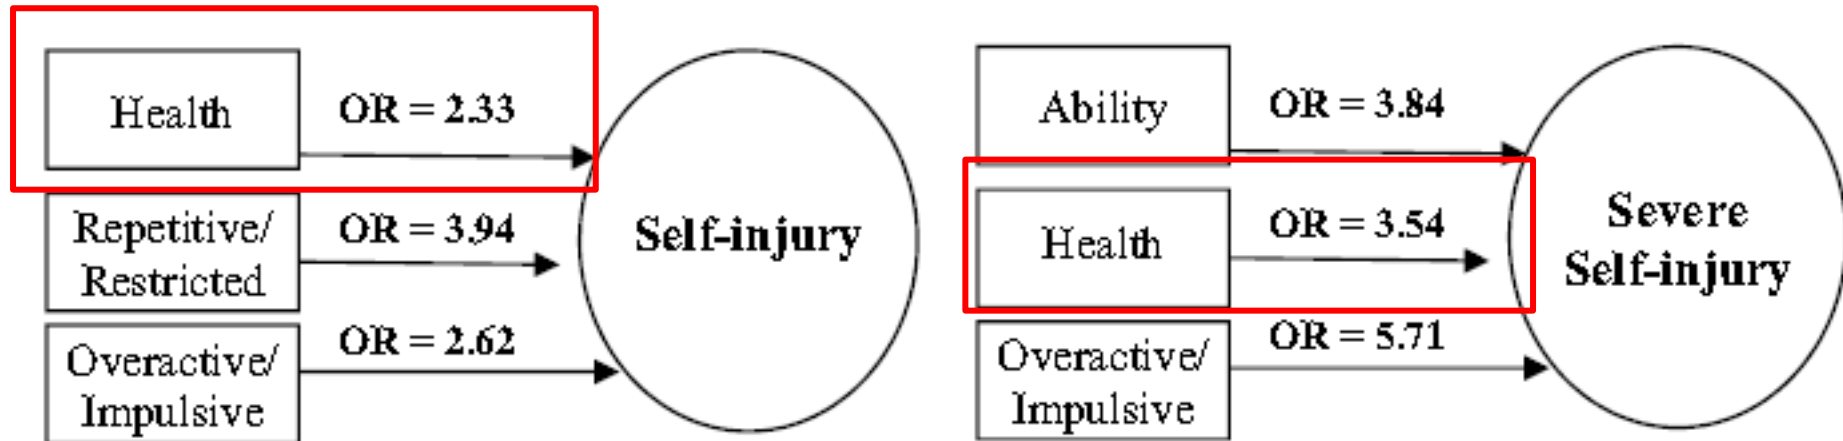 Health
OR = 2.33
Repetitive/
Restricted
OR = 3.94
Overactive/
Impulsive
OR = 2.62
Self-injury
Ability
OR = 3.84
Health
OR = 3.54
Overactive/
Impulsive
OR = 5.71
Severe
Self-injury